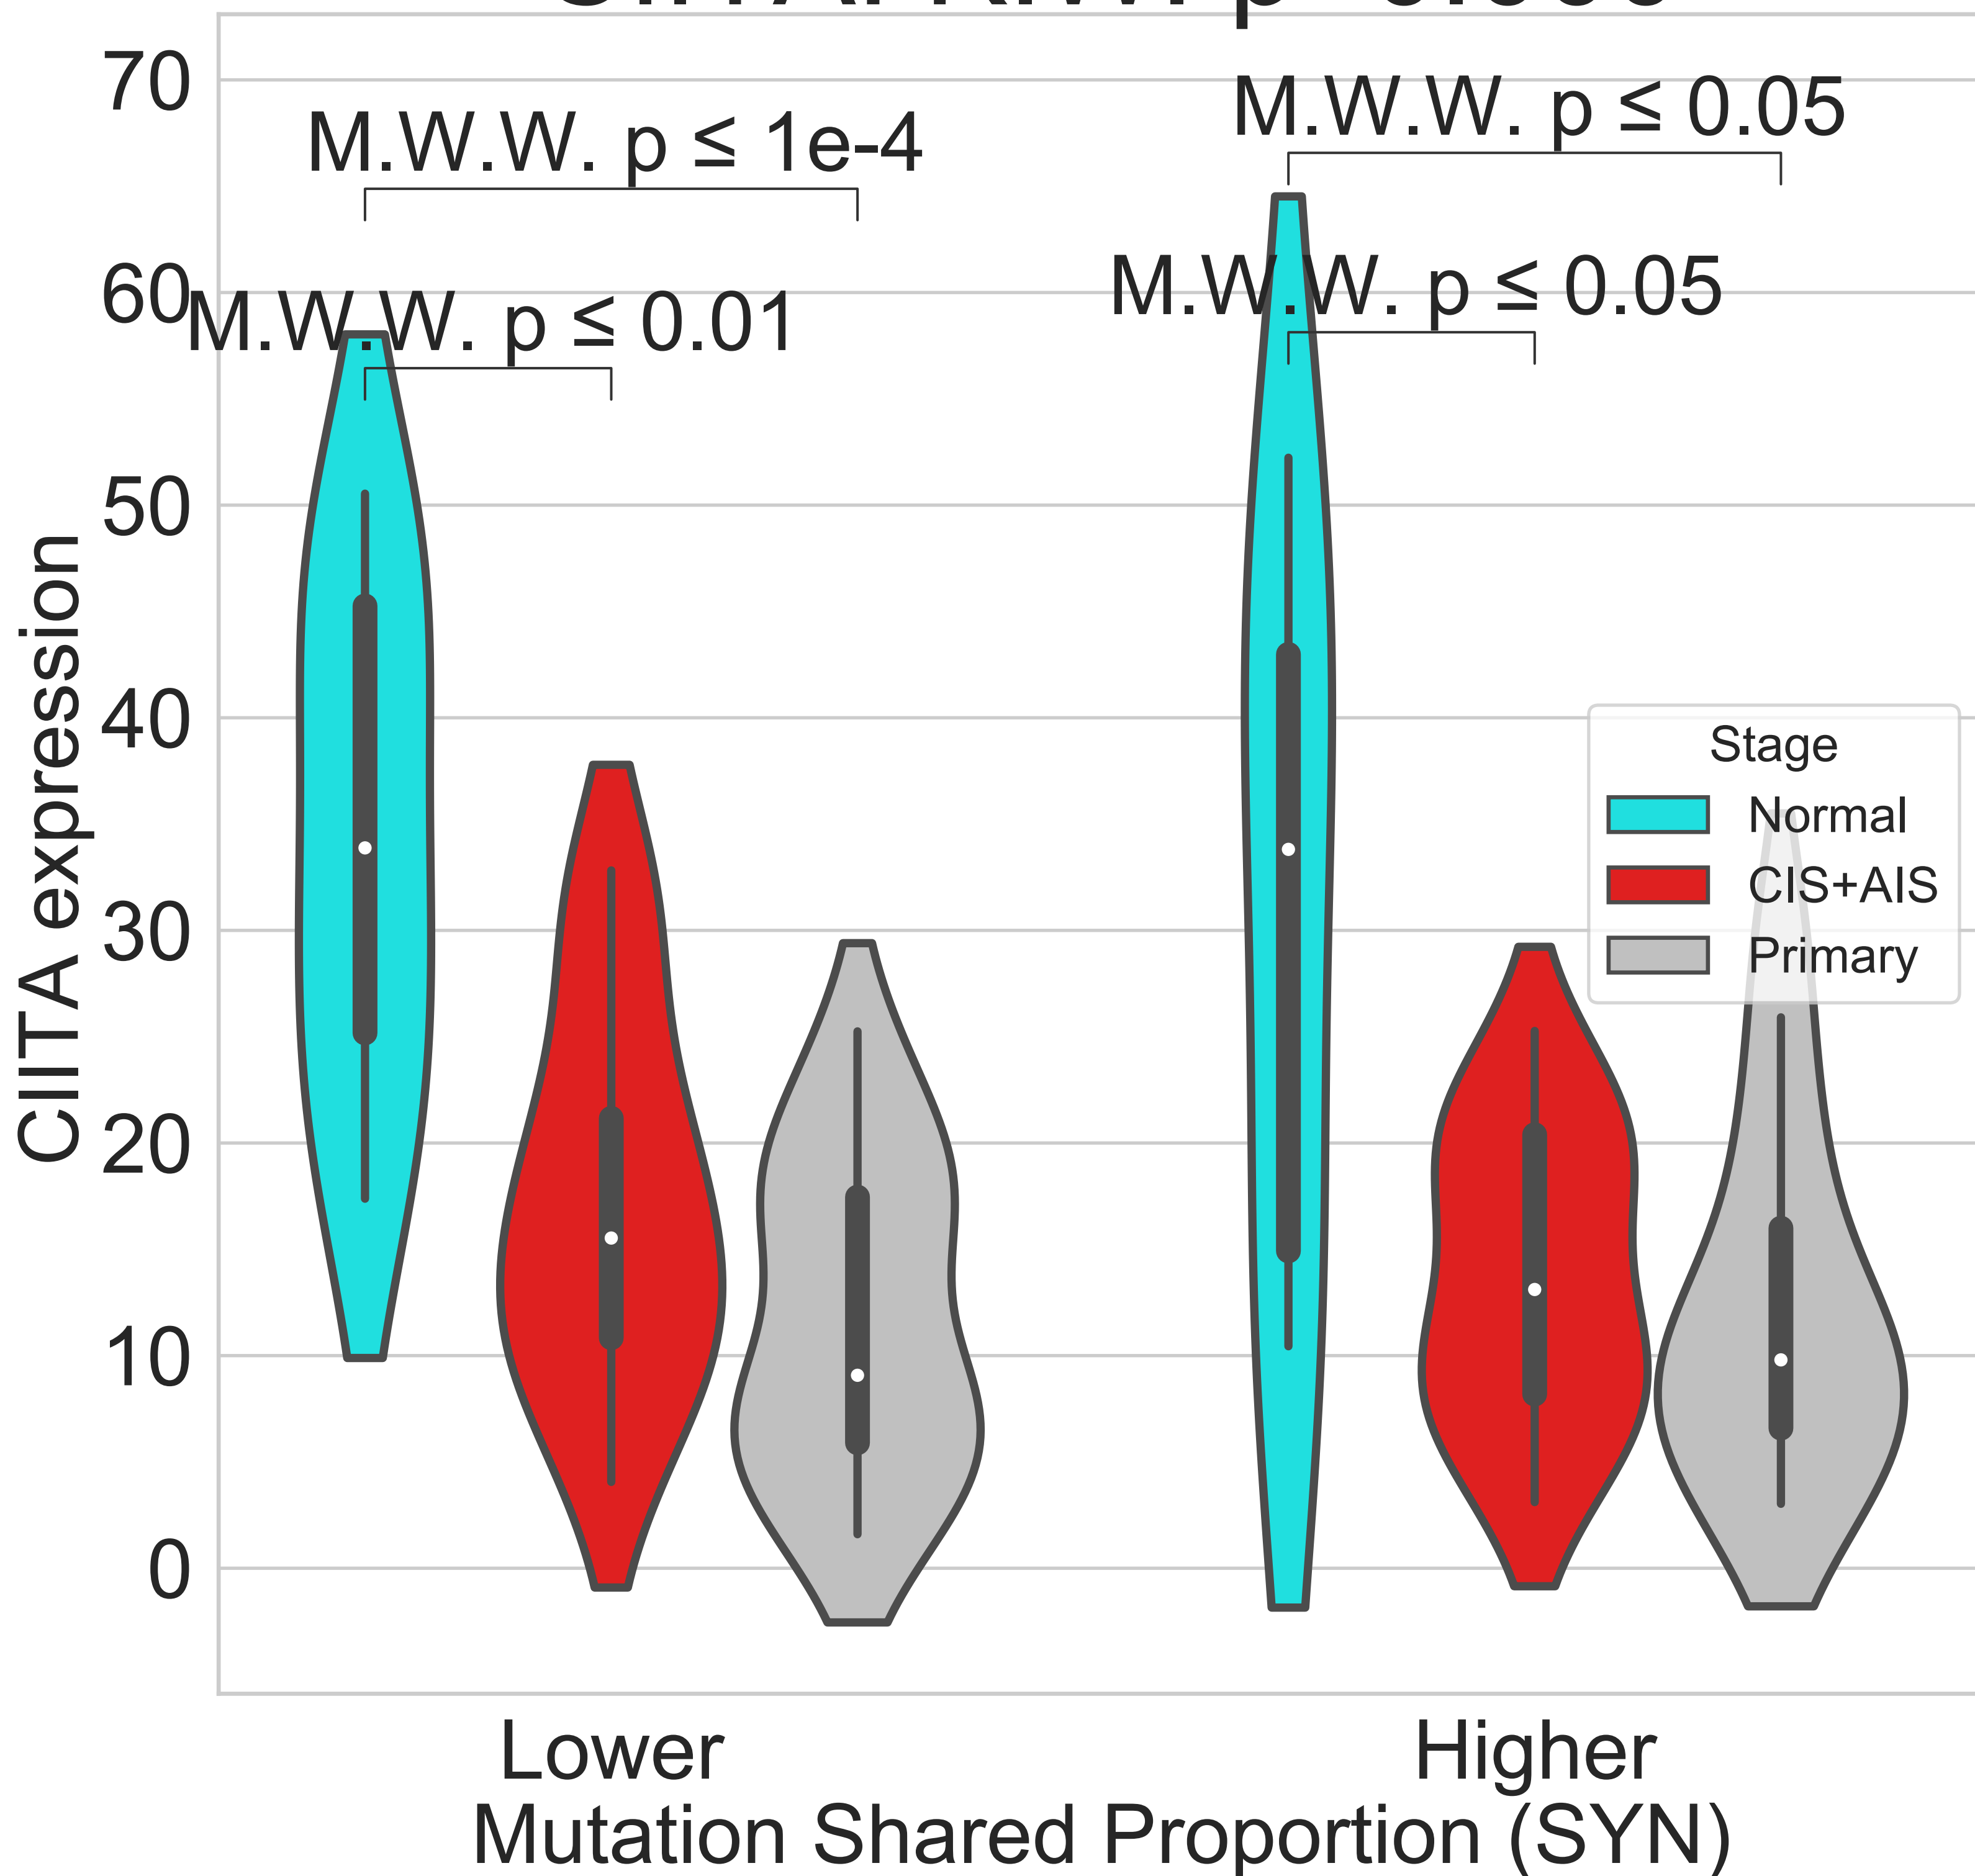 70
60
50
40
30
20
10
0
CIITA expression
M.W.W. p ≤ 1e-4
M.W.W. p ≤ 0.01
M.W.W. p ≤ 0.05
M.W.W. p ≤ 0.05
Stage
Normal
CIS+AIS
Primary
Lower
Higher
Mutation Shared Proportion (SYN)